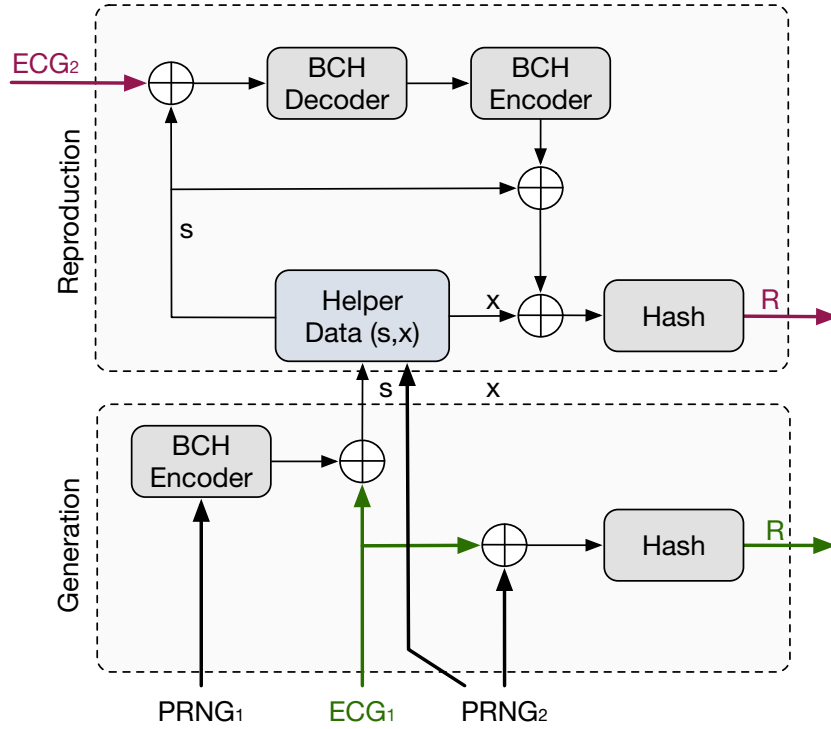 ECG₂
BCH
Decoder
BCH
Encoder
Reproduction
s
Helper
Data (s,x)
x
Hash
R
s
x
Generation
BCH
Encoder
Hash
R
PRNG₁
ECG₁
PRNG₂